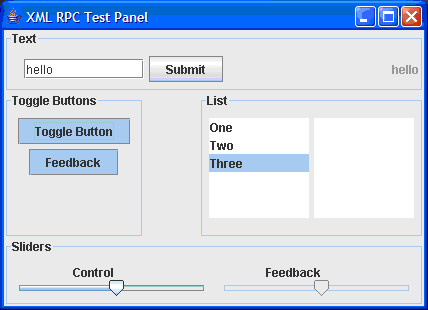 XML RPC Test Panel
Text
hello
Submit
hello
Toggle Buttons
Toggle Button
Feedback
List
One
Two
Three
Sliders
Control
Feedback